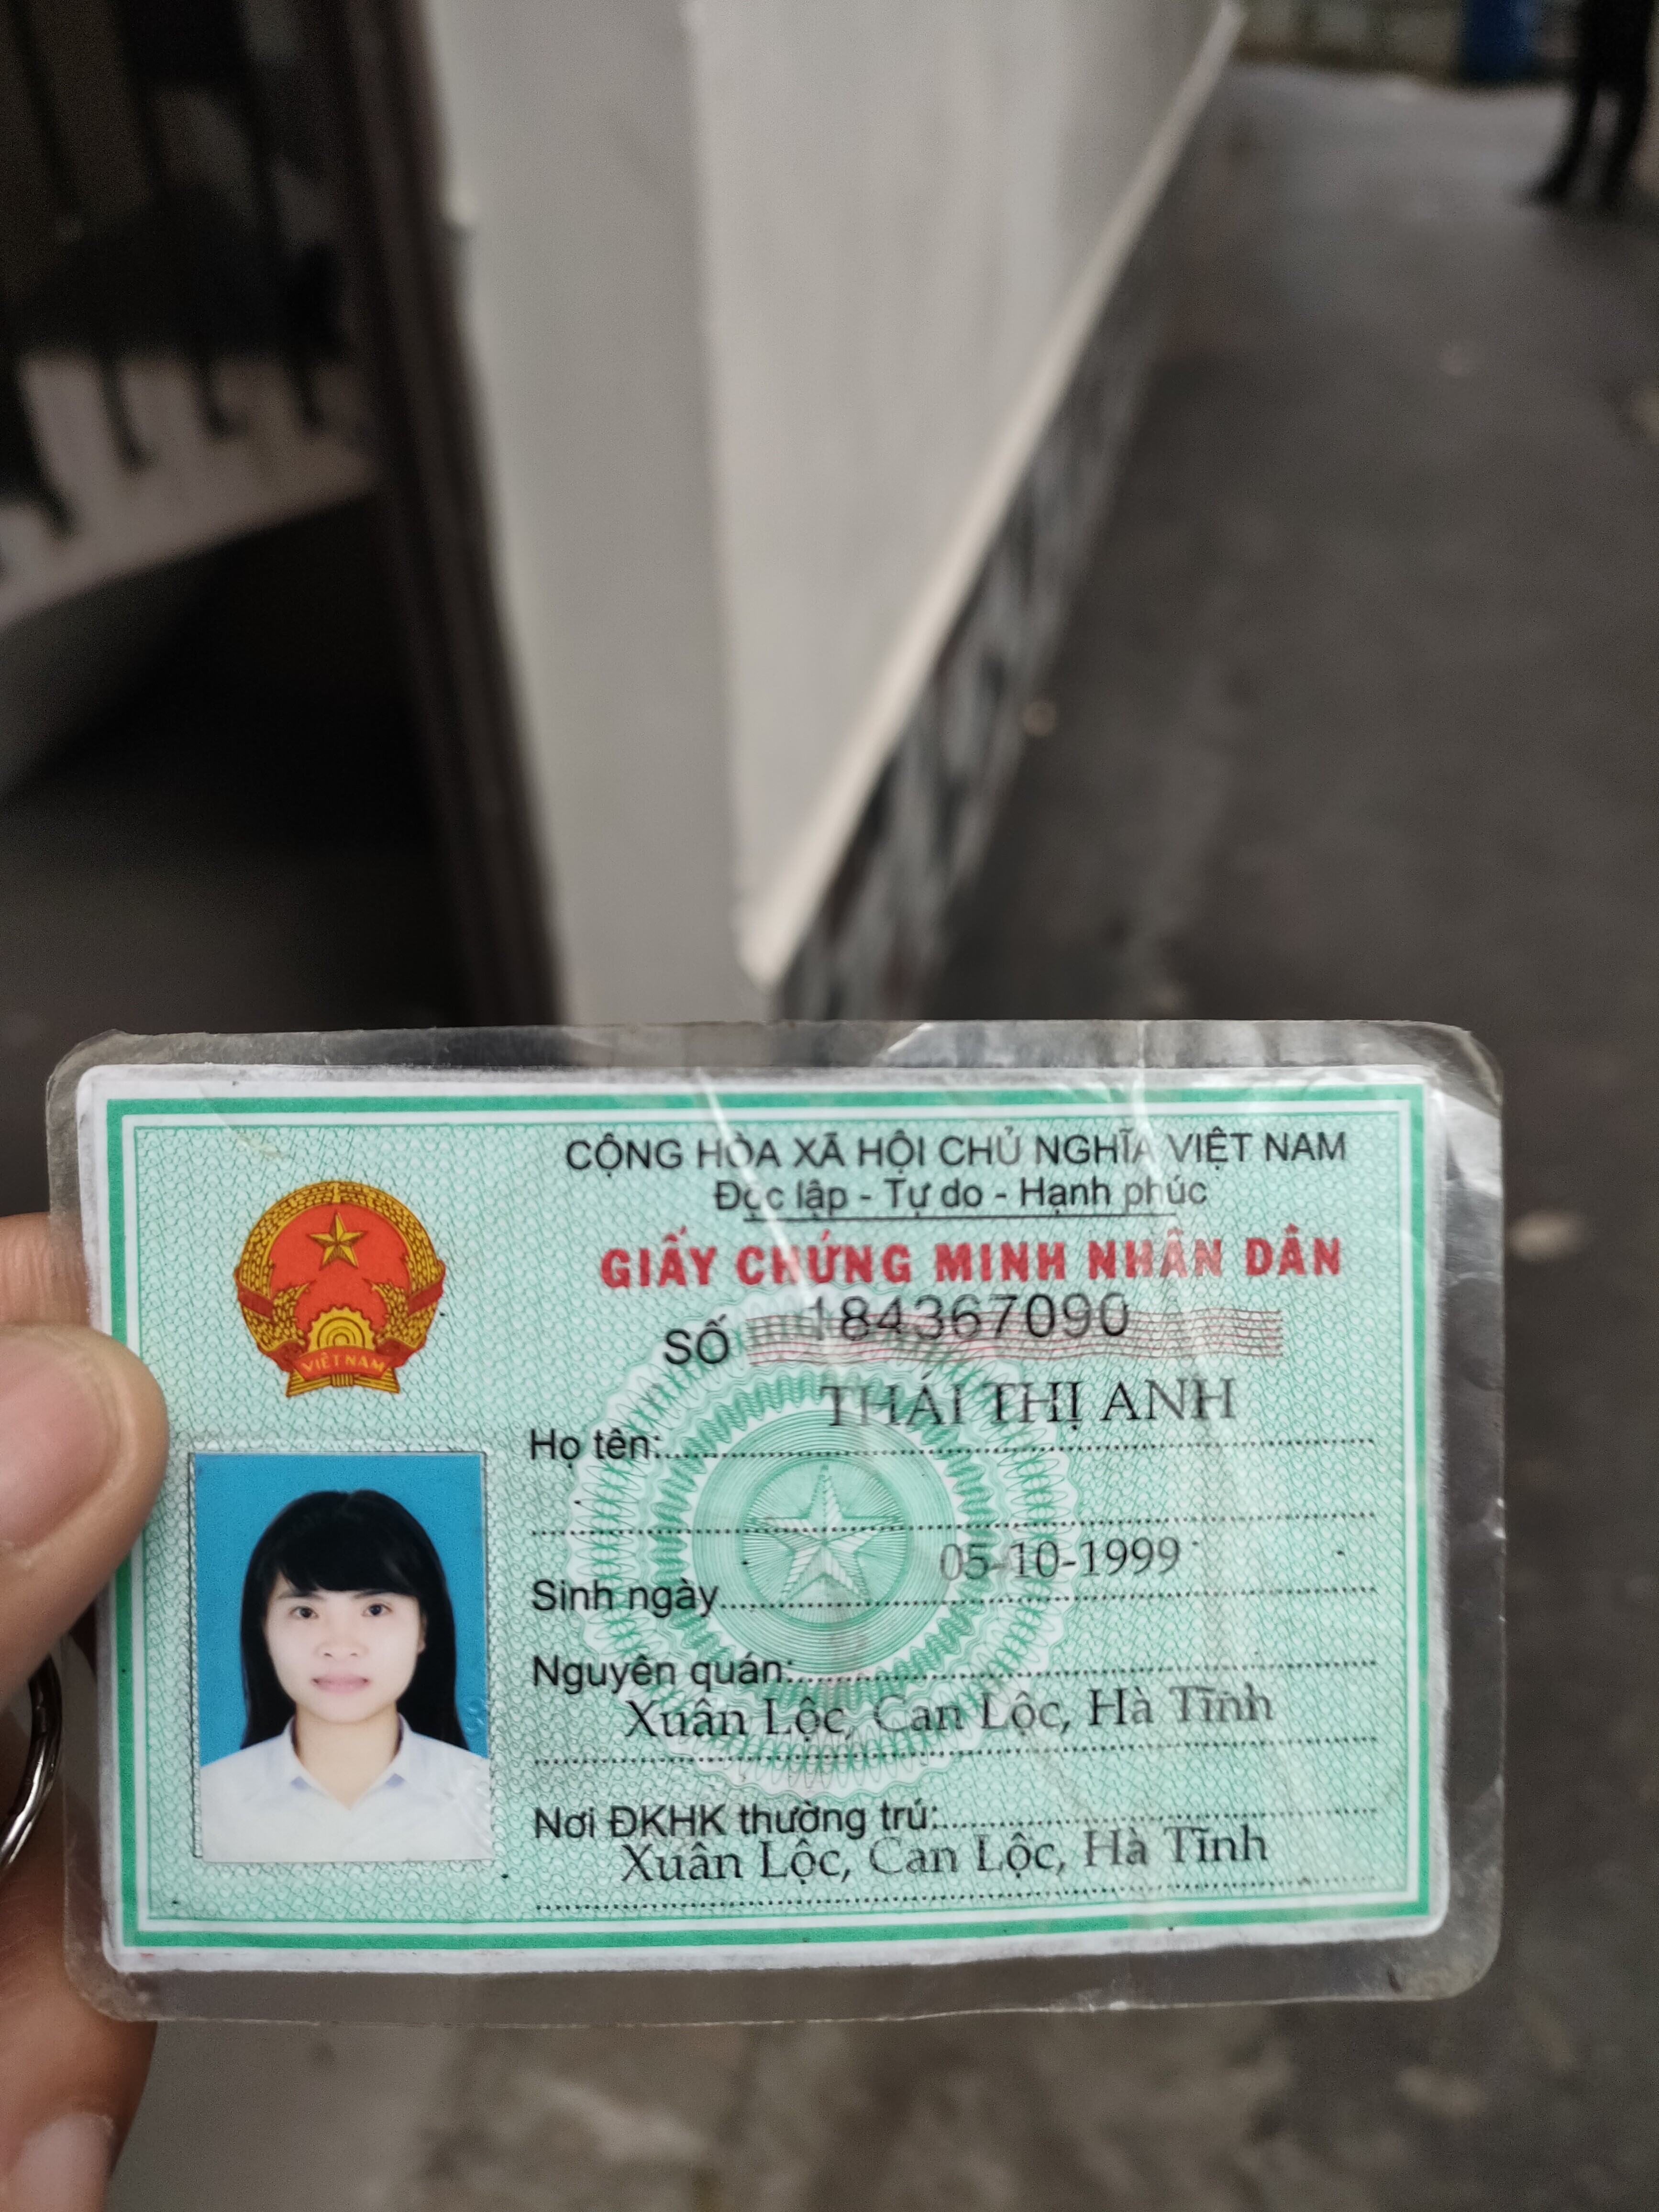 CỘNG HÒA XÃ HỘI CHỦ NGHĨA VIỆT NAM
Độc lập - Tự do - Hạnh phúc
GIẤY CHỨNG MINH NHÂN DÂN
SỐ 184367090
VIỆT NAM
Họ tên: THÁI THỊ ANH
Sinh ngày 05-10-1999
Nguyên quán:
Xuân Lộc, Can Lộc, Hà Tĩnh
Nơi ĐKHK thường trú:
Xuân Lộc, Can Lộc, Hà Tĩnh